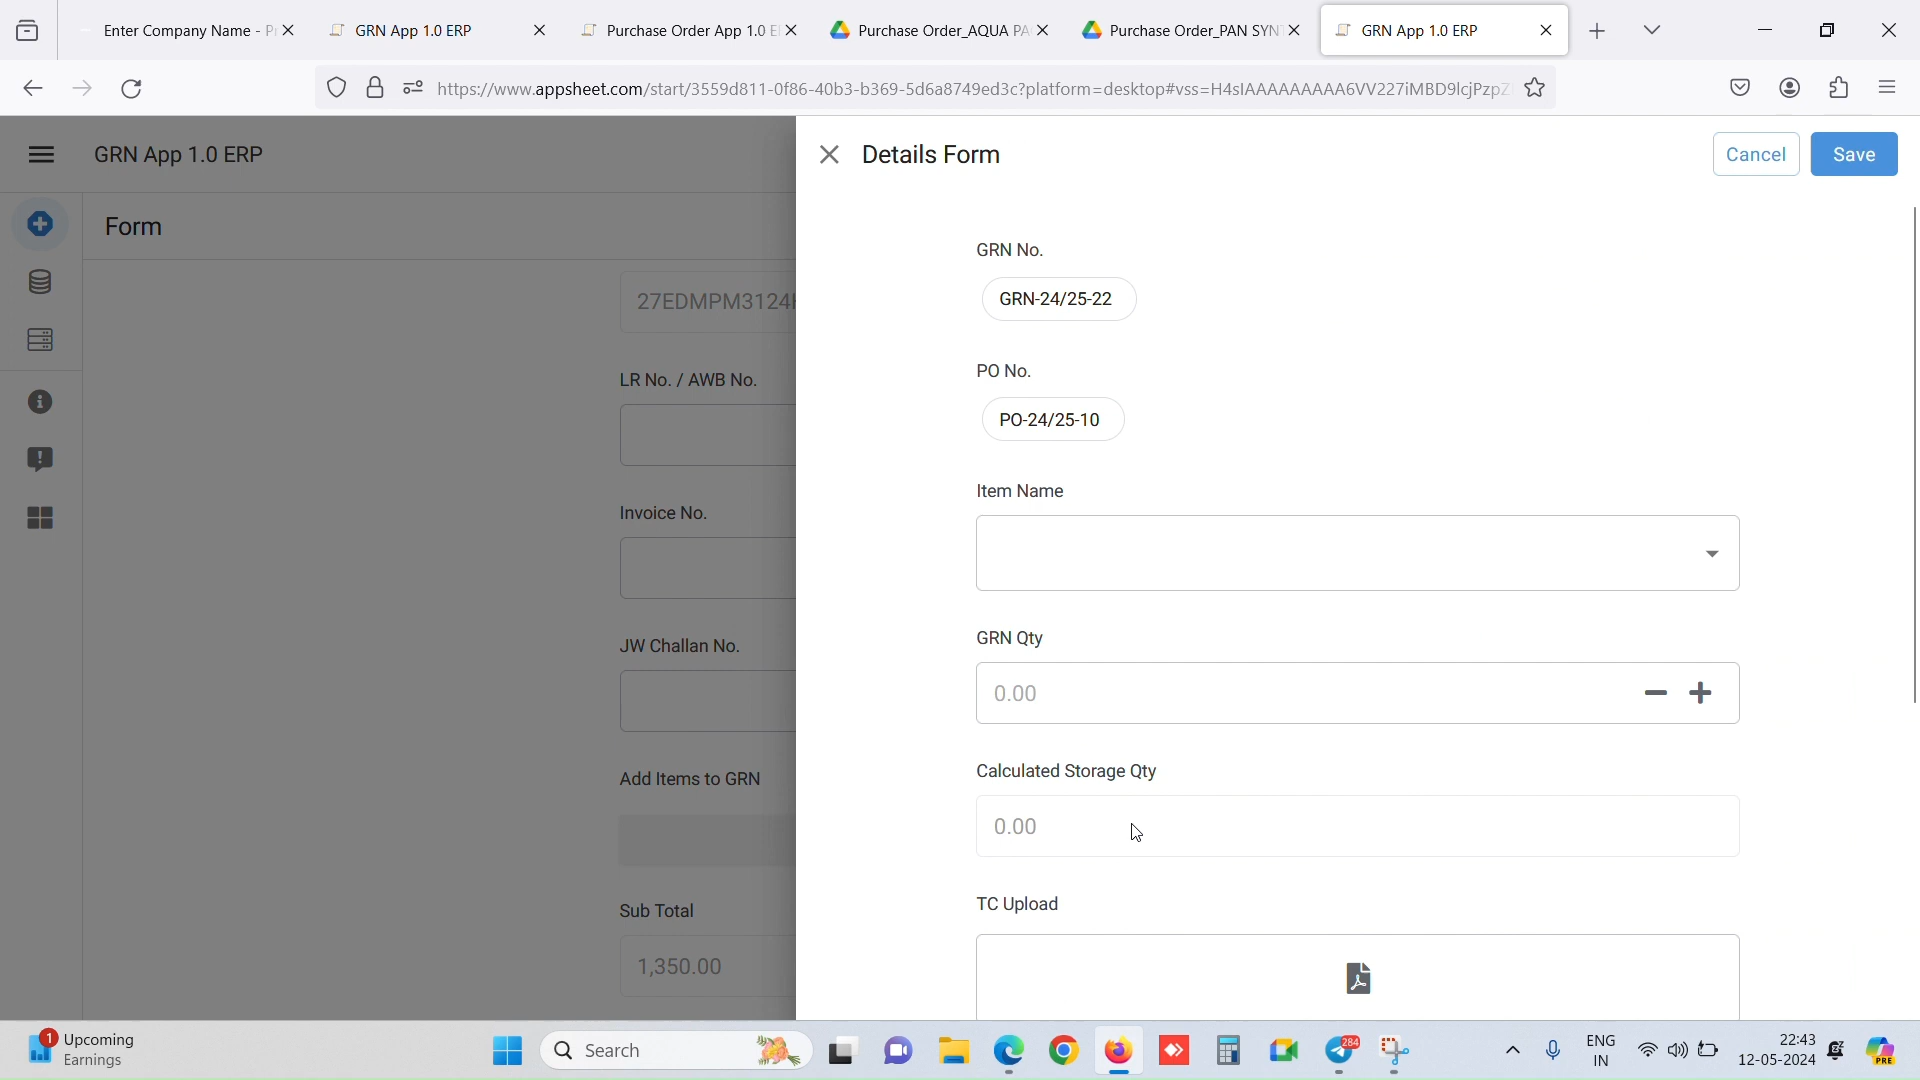 Enter Company Name - P
GRN App 1.0 ERP
Purchase Order App 1.0 E
Purchase Order_AQUA PA
Purchase Order_PAN SYN
GRN App 1.0 ERP
https://www.appsheet.com/start/3559d811-0f86-40b3-b369-5d6a8749ed3c?platform=desktop#vss=H4sIAAAAAAAAA6VV227iMBD9lcjPzpZ
GRN App 1.0 ERP
Form
27EDMPM3124
LR No. / AWB No.
Invoice No.
JW Challan No.
Add Items to GRN
Sub Total
1,350.00
Details Form
Cancel
Save
GRN No.
GRN-24/25-22
PO No.
PO-24/25-10
Item Name
GRN Qty
0.00
Calculated Storage Qty
0.00
TC Upload
1
Upcoming
Earnings
Search
284
ENG
IN
22:43
12-05-2024
PRE